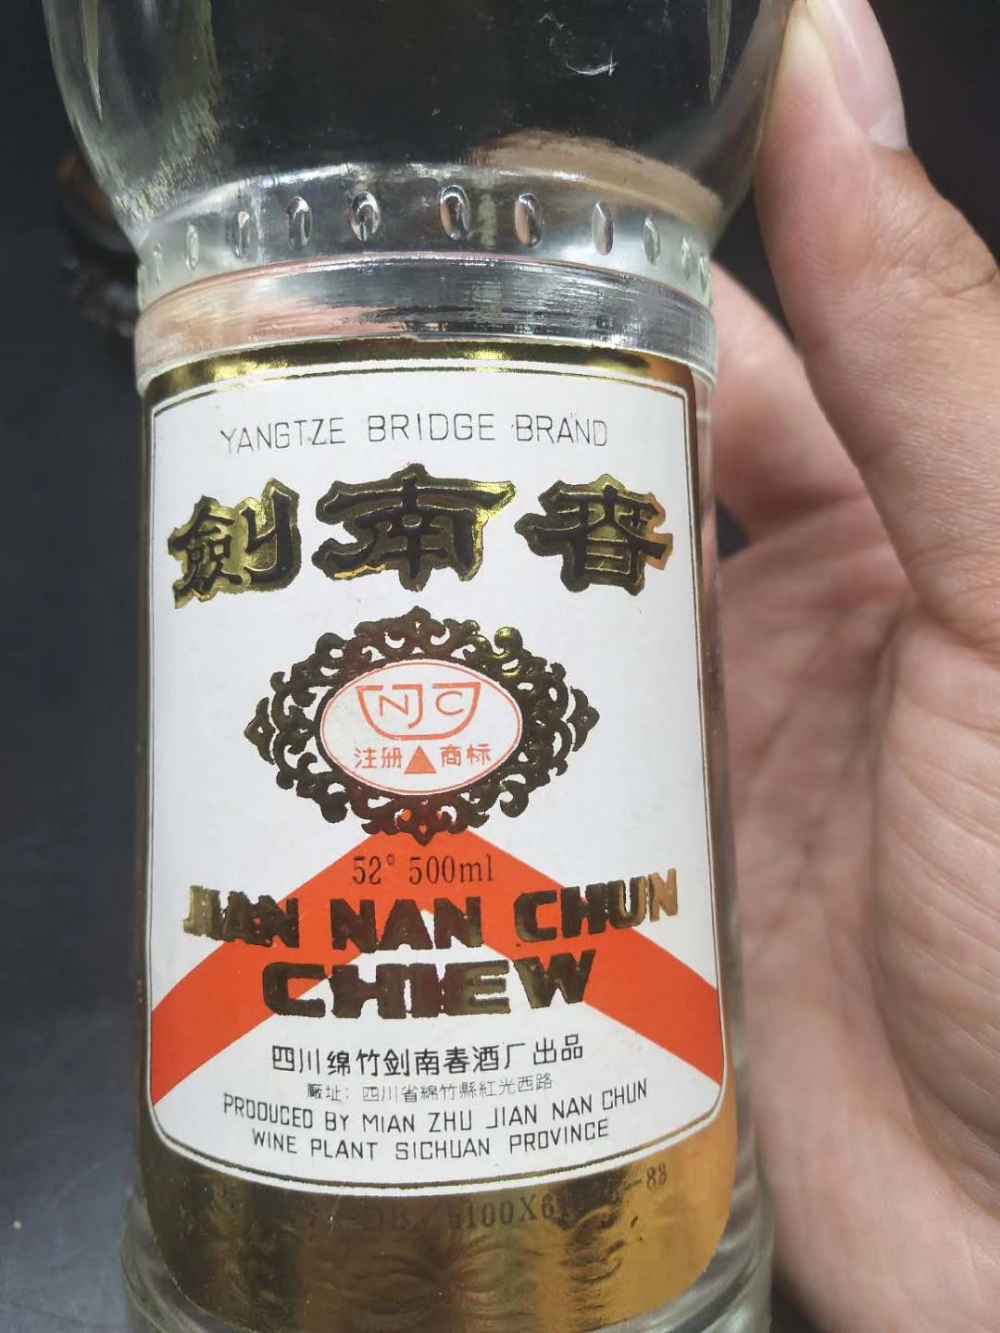 YANGTZE BRIDGE BRAND
劍南春
NJC
注册 商标
52° 500ml
JIAN NAN CHUN
CHIEW
四川绵竹剑南春酒厂出品
廠址:四川省綿竹縣紅光西路
PRODUCED BY MIAN ZHU JIAN NAN CHUN
WINE PLANT SICHUAN PROVINCE